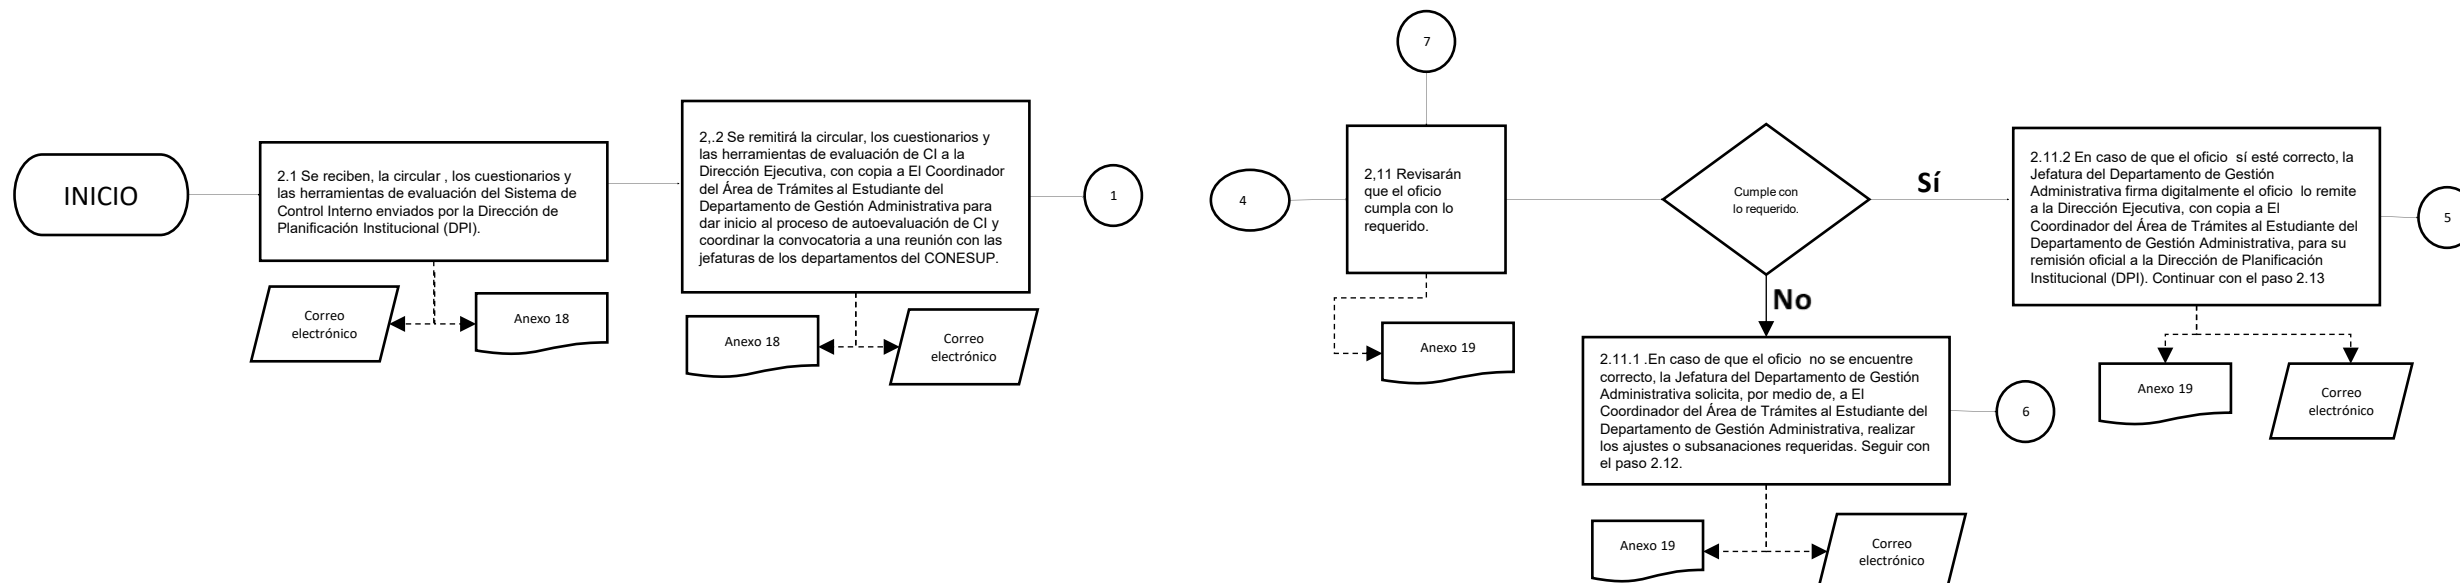 INICIO
2.1 Se reciben, la circular , los cuestionarios y
las herramientas de evaluación del Sistema de
Control Interno enviados por la Dirección de
Planificación Institucional (DPI).
Correo
electrónico
Anexo 18
2,.2 Se remitirá la circular, los cuestionarios y
las herramientas de evaluación de CI a la
Dirección Ejecutiva, con copia a El Coordinador
del Área de Trámites al Estudiante del
Departamento de Gestión Administrativa para
dar inicio al proceso de autoevaluación de CI y
coordinar la convocatoria a una reunión con las
jefaturas de los departamentos del CONESUP.
Anexo 18
Correo
electrónico
1
7
4
2,11 Revisarán
que el oficio
cumpla con lo
requerido.
Anexo 19
Cumple con
lo requerido.
Sí
No
2.11.1 .En caso de que el oficio  no se encuentre
correcto, la Jefatura del Departamento de Gestión
Administrativa solicita, por medio de, a El
Coordinador del Área de Trámites al Estudiante del
Departamento de Gestión Administrativa, realizar
los ajustes o subsanaciones requeridas. Seguir con
el paso 2.12.
6
Anexo 19
Correo
electrónico
2.11.2 En caso de que el oficio  sí esté correcto, la
Jefatura del Departamento de Gestión
Administrativa firma digitalmente el oficio  lo remite
a la Dirección Ejecutiva, con copia a El
Coordinador del Área de Trámites al Estudiante del
Departamento de Gestión Administrativa, para su
remisión oficial a la Dirección de Planificación
Institucional (DPI). Continuar con el paso 2.13
5
Anexo 19
Correo
electrónico